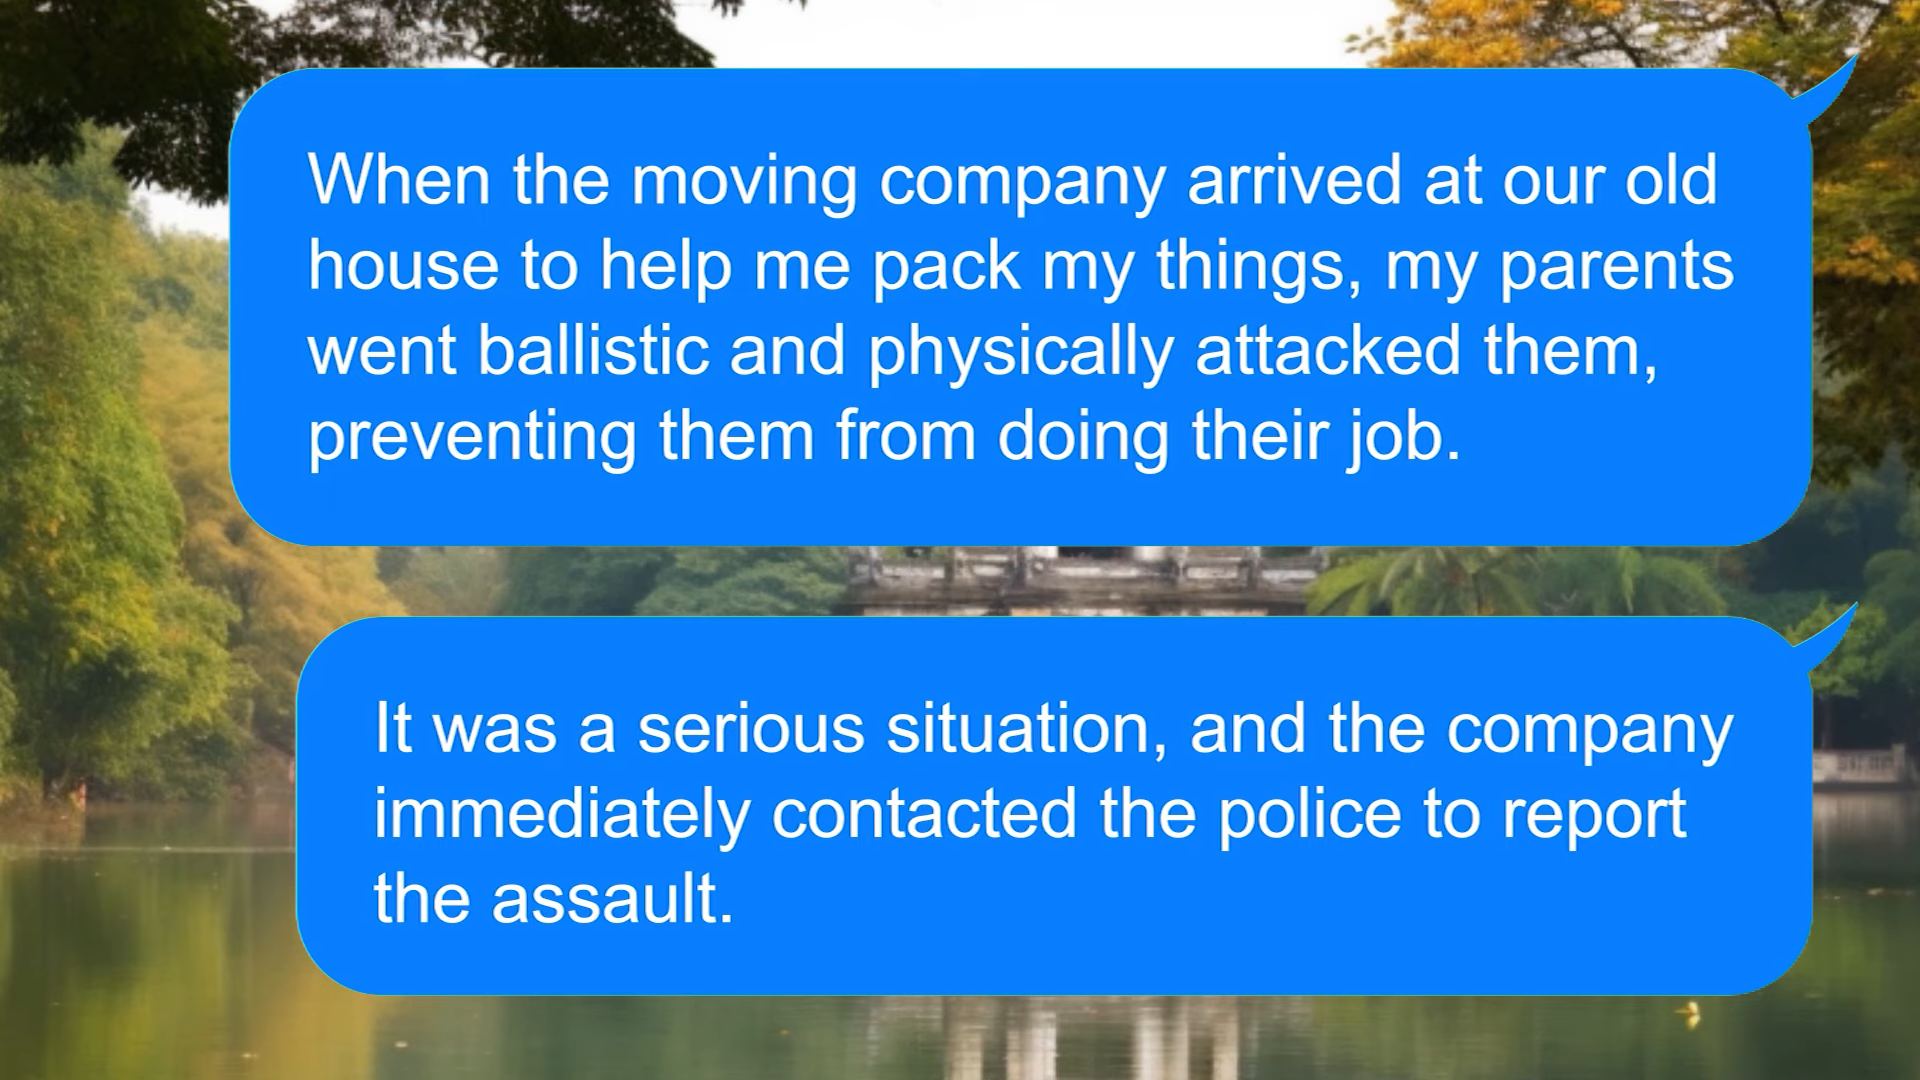 When the moving company arrived at our old
house to help me pack my things, my parents
went ballistic and physically attacked them,
preventing them from doing their job.
It was a serious situation, and the company
immediately contacted the police to report
the assault.